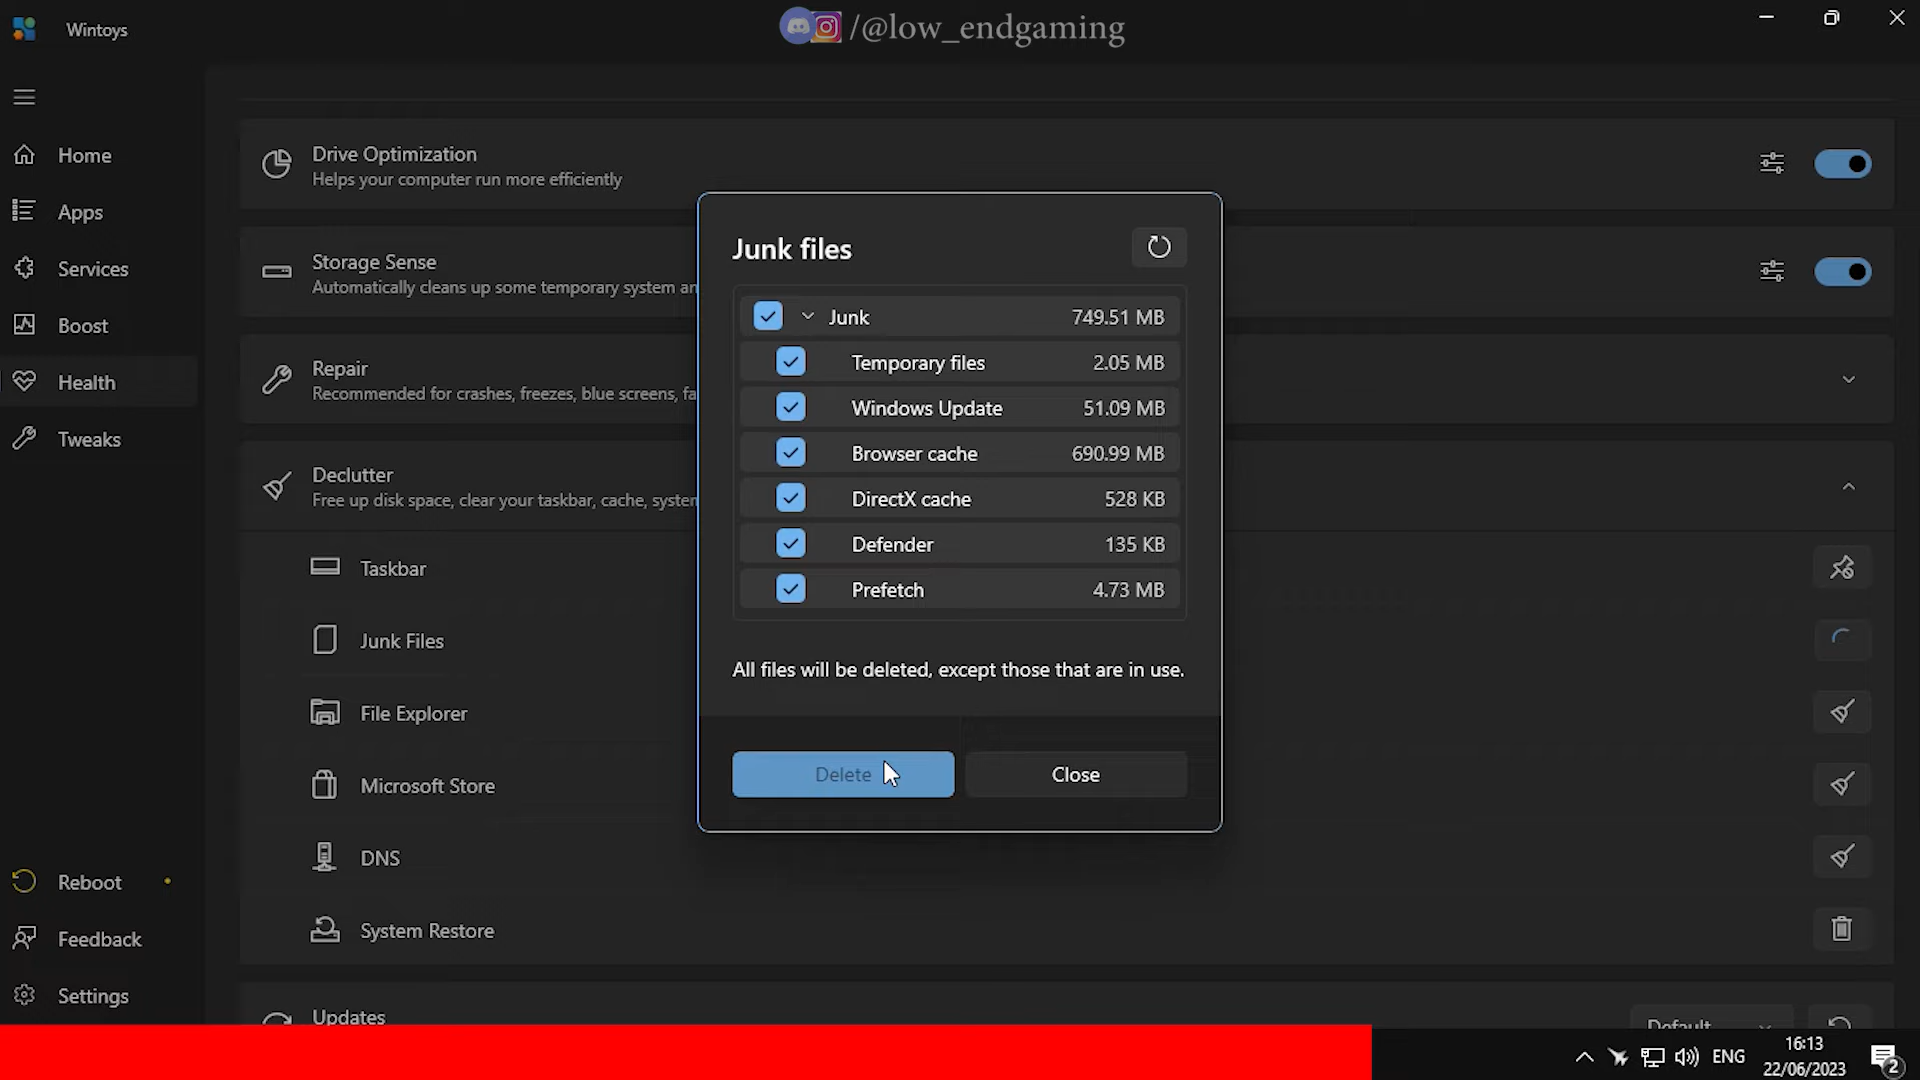 Wintoys
/@low_endgaming
Home
Apps
Services
Boost
Health
Tweaks
Reboot
Feedback
Settings
Drive Optimization
Helps your computer run more efficiently
Storage Sense
Automatically cleans up some temporary system
Repair
Recommended for crashes, freezes, blue screens,
Declutter
Free up disk space, clear your taskbar, cache,
Taskbar
Junk Files
File Explorer
Microsoft Store
DNS
System Restore
Updates
Default
Junk files
Junk 749.51 MB
Temporary files 2.05 MB
Windows Update 51.09 MB
Browser cache 690.99 MB
DirectX cache 528 KB
Defender 135 KB
Prefetch 4.73 MB
All files will be deleted, except those that are in use.
Delete
Close
ENG
16:13
22/06/2023
2